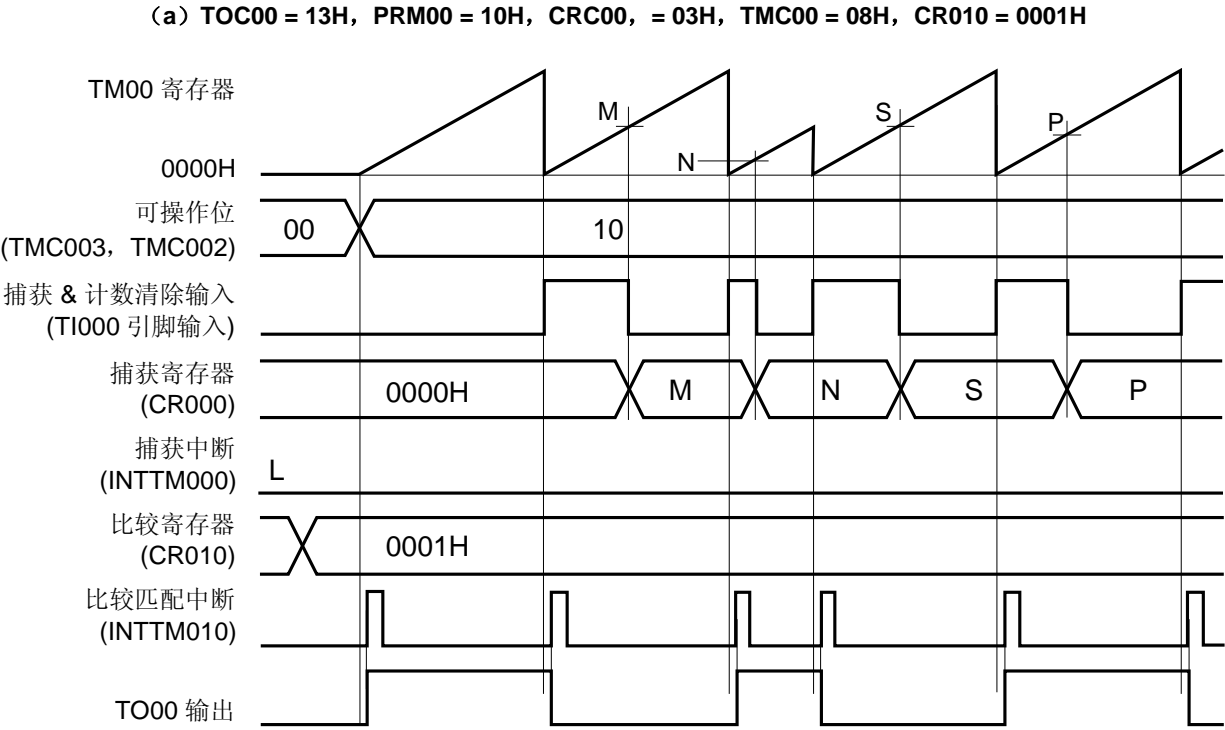 （a）TOC00 = 13H，PRM00 = 10H，CRC00，= 03H，TMC00 = 08H，CR010 = 0001H
TM00 寄存器
M
S
P
N
0000H
可操作位
(TMC003，TMC002)
00
10
捕获 & 计数清除输入
(TI000 引脚输入)
捕获寄存器
(CR000)
0000H
M
N
S
P
捕获中断
(INTTM000)
L
比较寄存器
(CR010)
0001H
比较匹配中断
(INTTM010)
TO00 输出